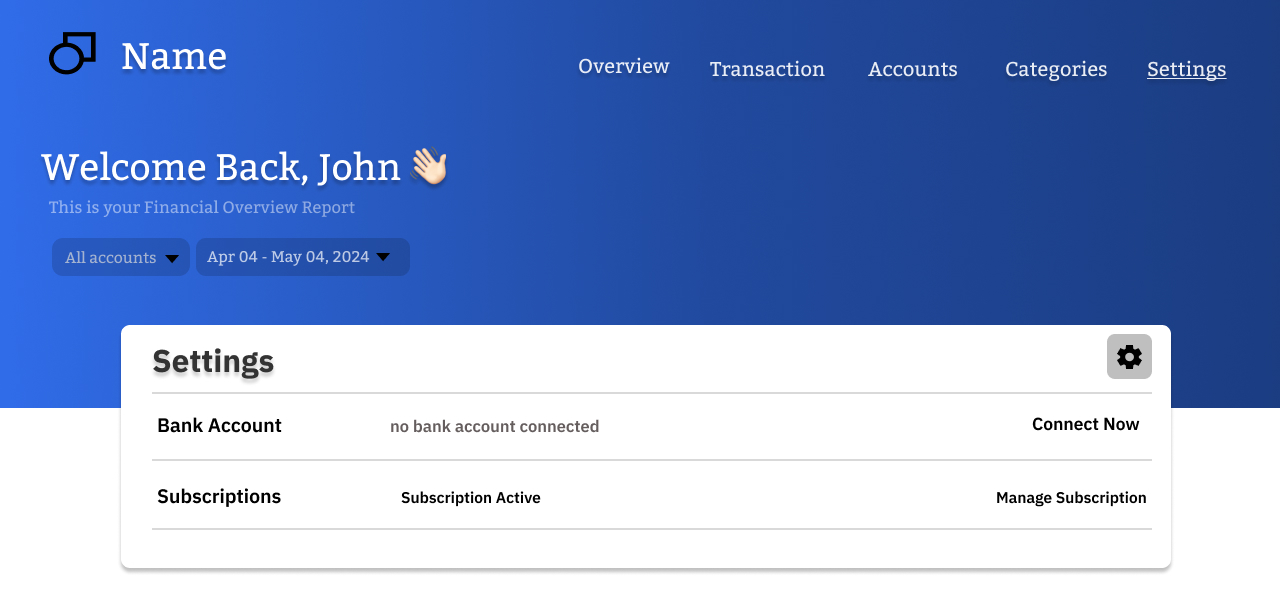 Name
Overview Transaction Accounts Categories Settings
Welcome Back, John 👋🏻
This is your Financial Overview Report
All accounts Apr 04 - May 04, 2024
Settings
Bank Account no bank account connected Connect Now
Subscriptions Subscription Active Manage Subscription